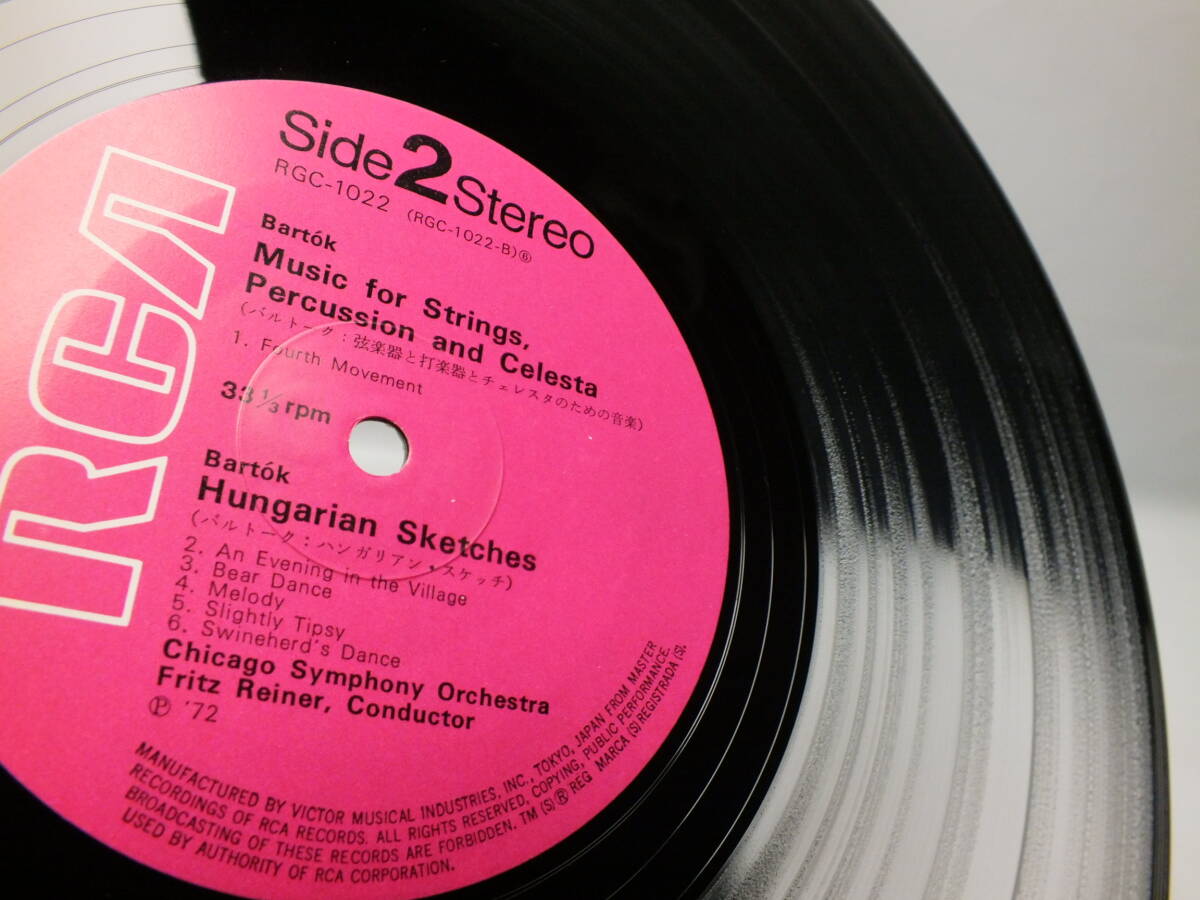 RCA
Side 2 Stereo
RGC-1022 (RGC-1022-B)⑥
Bartók
Music for Strings,
Percussion and Celesta
(バルトーク:弦楽器と打楽器とチェレスタのための音楽)
1. Fourth Movement
33 1/3 rpm
Bartók
Hungarian Sketches
(バルトーク:ハンガリアン・スケッチ)
2. An Evening in the Village
3. Bear Dance
4. Melody
5. Slightly Tipsy
6. Swineherd's Dance
Chicago Symphony Orchestra
Fritz Reiner, Conductor
Ⓟ '72
MANUFACTURED BY VICTOR MUSICAL INDUSTRIES, INC., TOKYO, JAPAN FROM MASTER
RECORDINGS OF RCA RECORDS. ALL RIGHTS RESERVED, COPYING, PUBLIC PERFORMANCE.
BROADCASTING OF THESE RECORDS ARE FORBIDDEN. TM (S) ® REG MARCA (S) REGISTRADA (S).
USED BY AUTHORITY OF RCA CORPORATION.